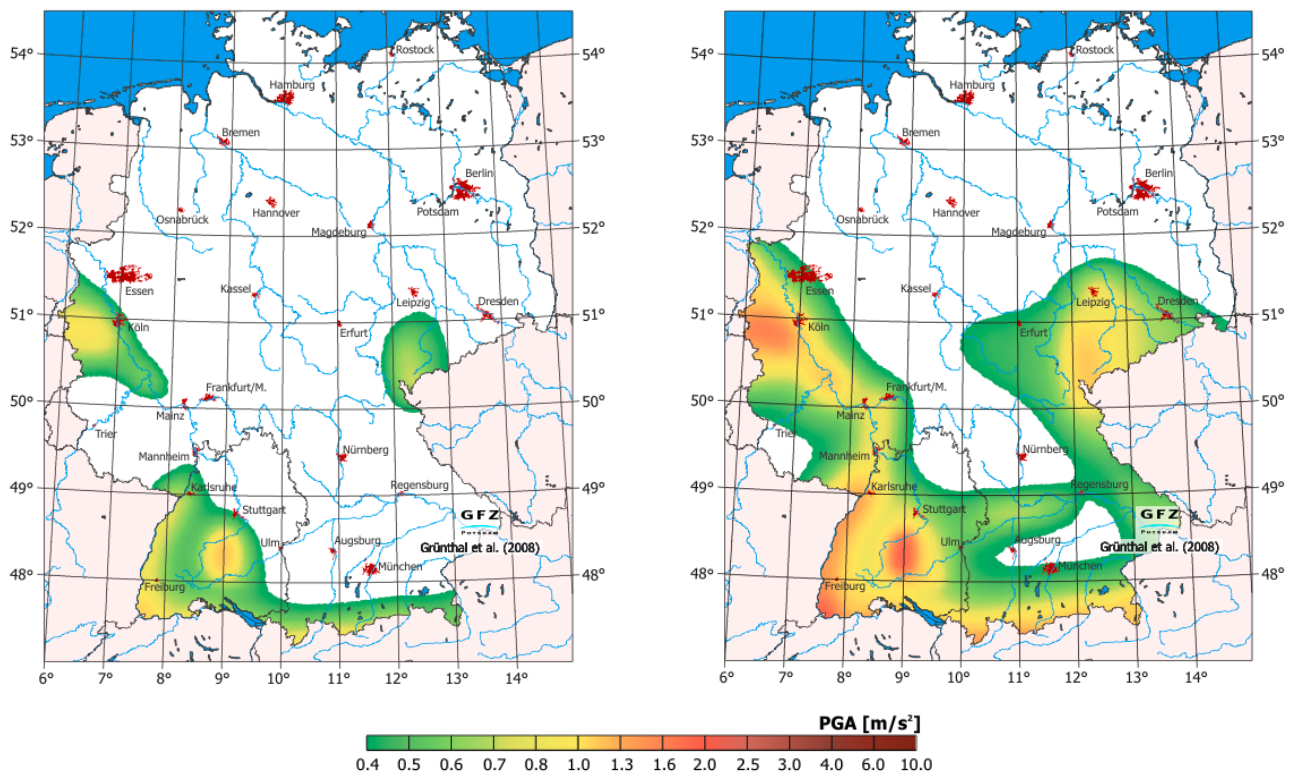 54°
53°
52°
51°
50°
49°
48°
Rostock
Hamburg
Bremen
Berlin
Osnabrück
Hannover
Potsdam
Magdeburg
Essen
Kassel
Leipzig
Dresden
Köln
Erfurt
Frankfurt/M.
Mainz
Trier
Mannheim
Nürnberg
Karlsruhe
Regensburg
Stuttgart
GFZ
POTSDAM
Ulm
Augsburg
Grünthal et al. (2008)
München
Freiburg
54°
53°
52°
51°
50°
49°
48°
6° 7° 8° 9° 10° 11° 12° 13° 14°
54°
53°
52°
51°
50°
49°
48°
Rostock
Hamburg
Bremen
Berlin
Osnabrück
Hannover
Potsdam
Magdeburg
Essen
Kassel
Leipzig
Dresden
Köln
Erfurt
Frankfurt/M.
Mainz
Trier
Mannheim
Nürnberg
Karlsruhe
Regensburg
Stuttgart
GFZ
POTSDAM
Ulm
Augsburg
Grünthal et al. (2008)
München
Freiburg
54°
53°
52°
51°
50°
49°
48°
6° 7° 8° 9° 10° 11° 12° 13° 14°
PGA [m/s²]
0.4 0.5 0.6 0.7 0.8 1.0 1.3 1.6 2.0 2.5 3.0 4.0 6.0 10.0